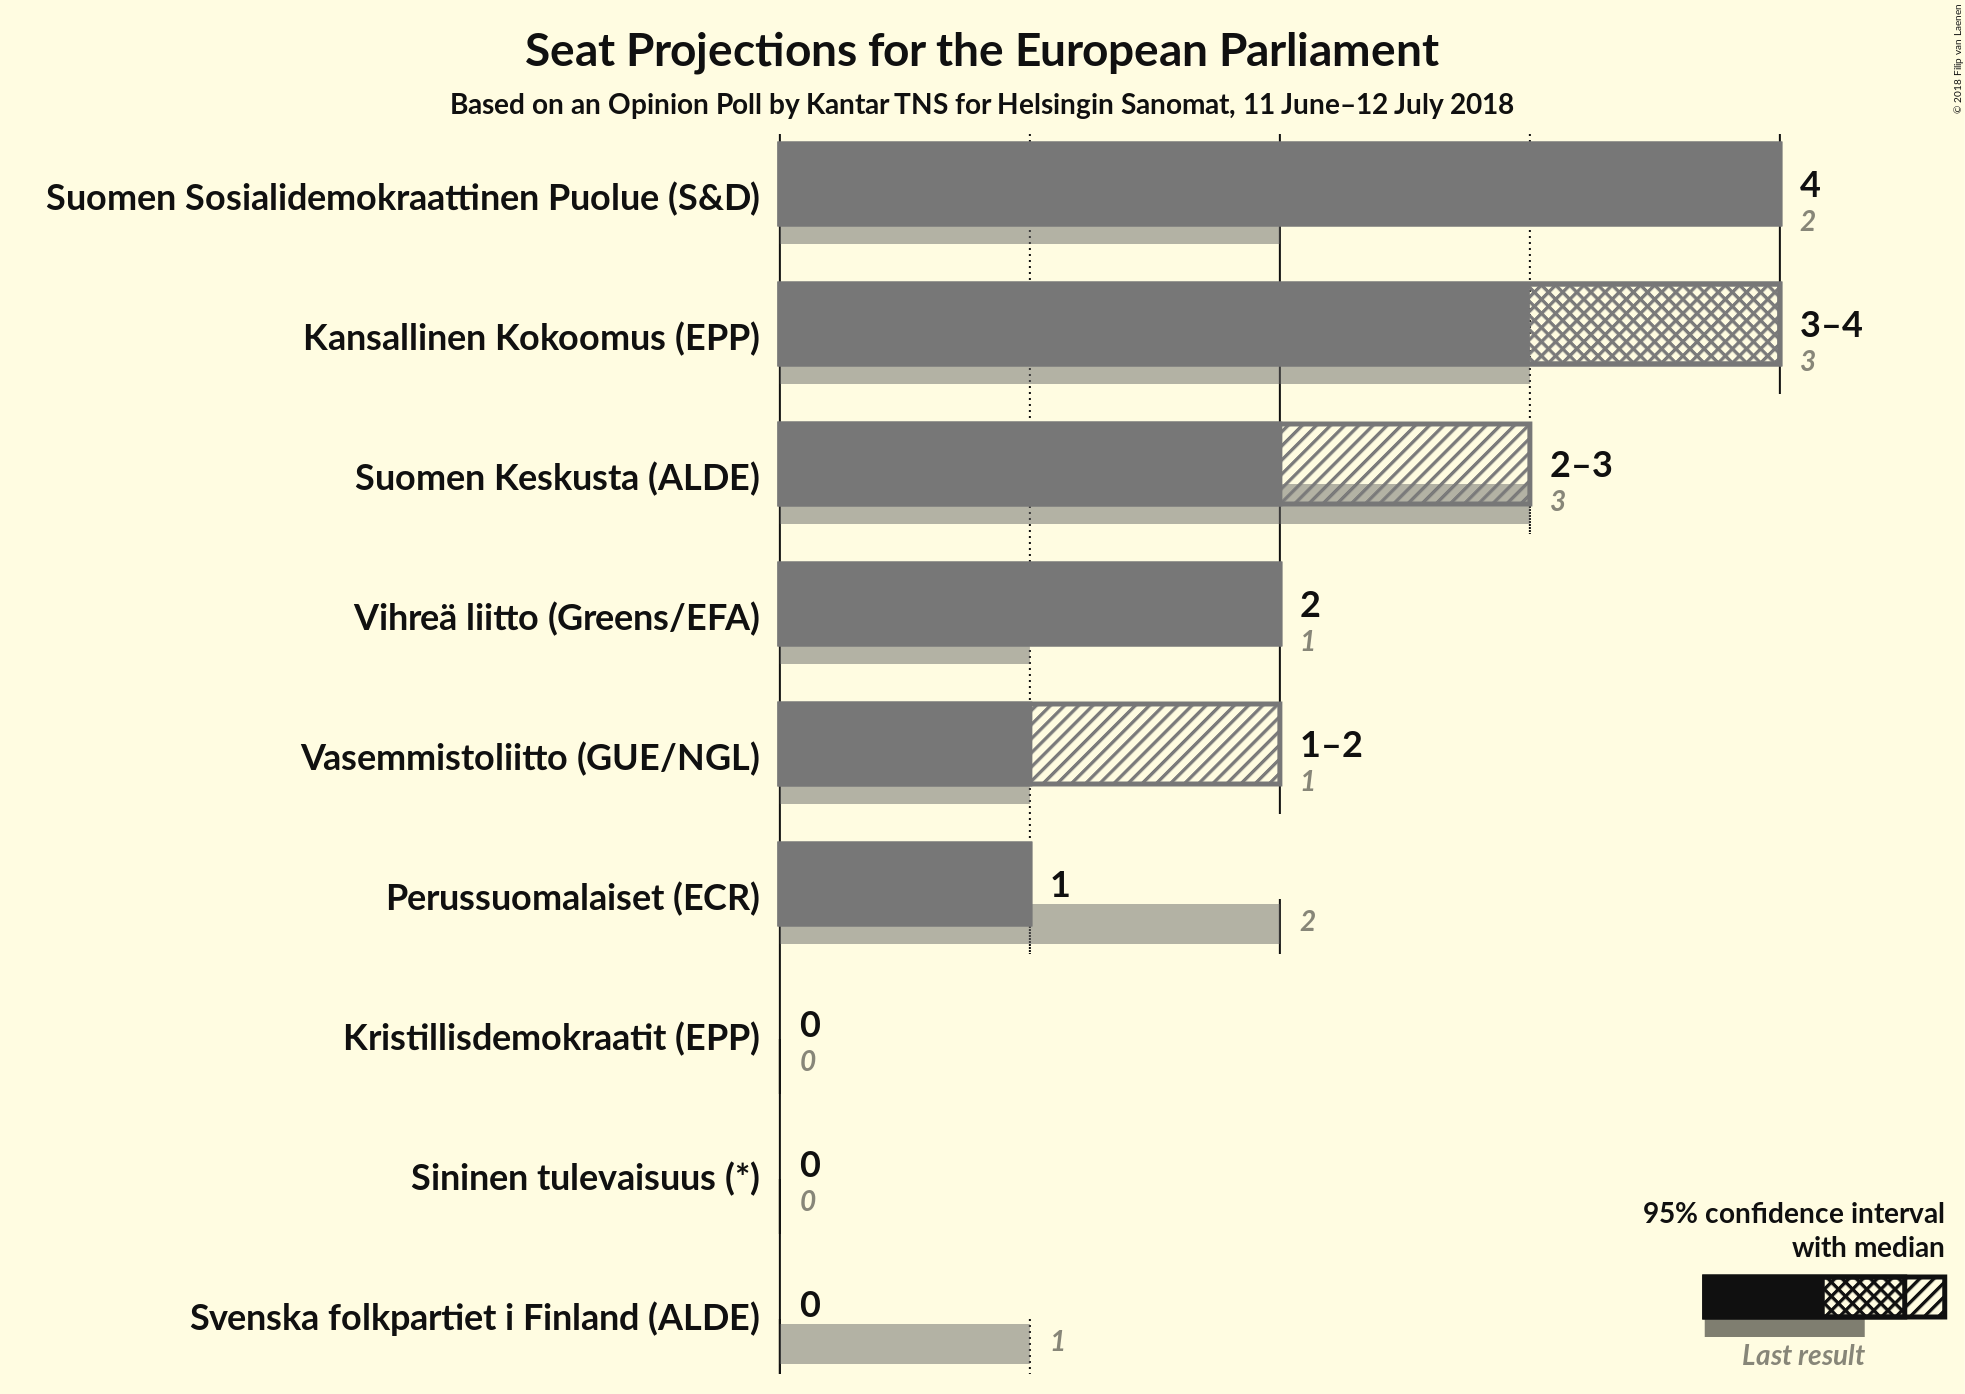 Seat Projections for the European Parliament
Based on an Opinion Poll by Kantar TNS for Helsingin Sanomat, 11 June–12 July 2018
© 2018 Filip van Laenen
Suomen Sosialidemokraattinen Puolue (S&D)
4
2
Kansallinen Kokoomus (EPP)
3–4
3
Suomen Keskusta (ALDE)
2–3
3
Vihreä liitto (Greens/EFA)
2
1
Vasemmistoliitto (GUE/NGL)
1–2
1
Perussuomalaiset (ECR)
1
2
Kristillisdemokraatit (EPP)
0
0
Sininen tulevaisuus (*)
0
0
Svenska folkpartiet i Finland (ALDE)
0
1
95% confidence interval
with median
Last result